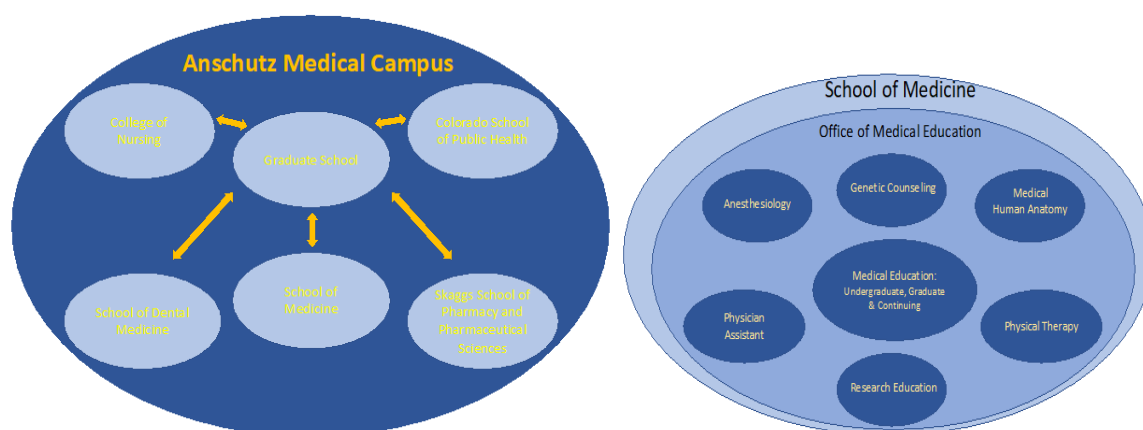 Anschutz Medical Campus
College of
Nursing
Graduate School
Colorado School
of Public Health
School of Dental
Medicine
School of
Medicine
Skaggs School of
Pharmacy and
Pharmaceutical
Sciences
School of Medicine
Office of Medical Education
Anesthesiology
Genetic Counseling
Medical
Human Anatomy
Medical Education:
Undergraduate, Graduate
& Continuing
Physician
Assistant
Physical Therapy
Research Education